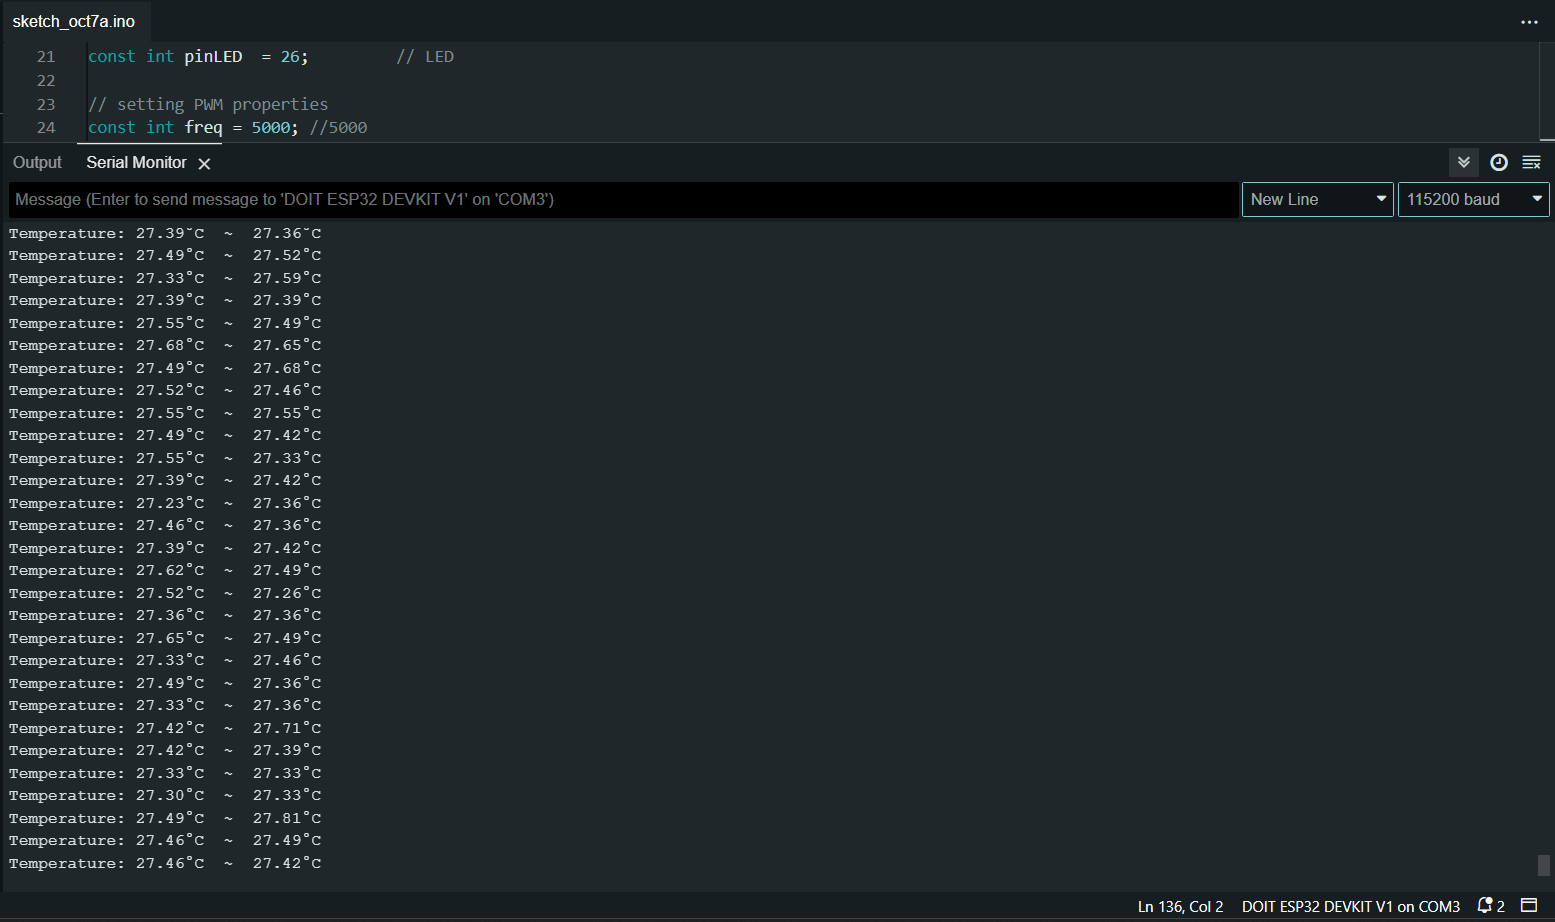 sketch_oct7a.ino
21 const int pinLED  = 26;         // LED
22
23 // setting PWM properties
24 const int freq = 5000; //5000
Output Serial Monitor
Message (Enter to send message to 'DOIT ESP32 DEVKIT V1' on 'COM3') New Line 115200 baud
Temperature: 27.39°C  ~  27.36°C
Temperature: 27.49°C  ~  27.52°C
Temperature: 27.33°C  ~  27.59°C
Temperature: 27.39°C  ~  27.39°C
Temperature: 27.55°C  ~  27.49°C
Temperature: 27.68°C  ~  27.65°C
Temperature: 27.49°C  ~  27.68°C
Temperature: 27.52°C  ~  27.46°C
Temperature: 27.55°C  ~  27.55°C
Temperature: 27.49°C  ~  27.42°C
Temperature: 27.55°C  ~  27.33°C
Temperature: 27.39°C  ~  27.42°C
Temperature: 27.23°C  ~  27.36°C
Temperature: 27.46°C  ~  27.36°C
Temperature: 27.39°C  ~  27.42°C
Temperature: 27.62°C  ~  27.49°C
Temperature: 27.52°C  ~  27.26°C
Temperature: 27.36°C  ~  27.36°C
Temperature: 27.65°C  ~  27.49°C
Temperature: 27.33°C  ~  27.46°C
Temperature: 27.49°C  ~  27.36°C
Temperature: 27.33°C  ~  27.36°C
Temperature: 27.42°C  ~  27.71°C
Temperature: 27.42°C  ~  27.39°C
Temperature: 27.33°C  ~  27.33°C
Temperature: 27.30°C  ~  27.33°C
Temperature: 27.49°C  ~  27.81°C
Temperature: 27.46°C  ~  27.49°C
Temperature: 27.46°C  ~  27.42°C
Ln 136, Col 2 DOIT ESP32 DEVKIT V1 on COM3 2